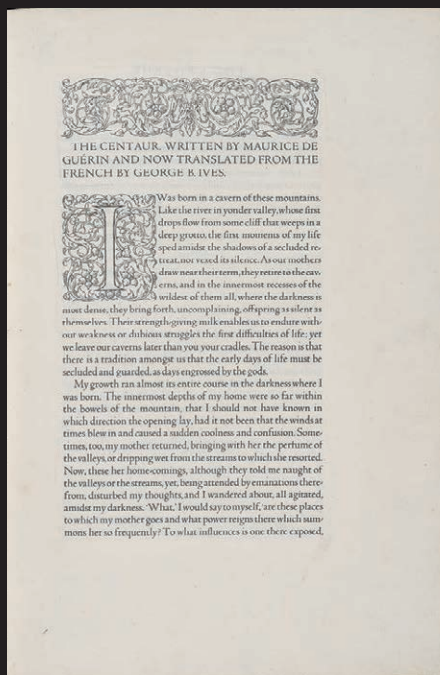 THE CENTAUR. WRITTEN BY MAURICE DE
GUÉRIN AND NOW TRANSLATED FROM THE
FRENCH BY GEORGE B. IVES.
I Was born in a cavern of these mountains.
Like the river in yonder valley, whose first
drops flow from some cliff that weeps in a
deep grotto, the first moments of my life
sped amidst the shadows of a secluded re-
treat, nor vexed its silence. As our mothers
draw near their term, they retire to the cav-
erns, and in the innermost recesses of the
wildest of them all, where the darkness is
most dense, they bring forth, uncomplaining, offspring as silent as
themselves. Their strength-giving milk enables us to endure with-
out weakness or dubious struggles the first difficulties of life; yet
we leave our caverns later than you your cradles. The reason is that
there is a tradition amongst us that the early days of life must be
secluded and guarded, as days engrossed by the gods.
My growth ran almost its entire course in the darkness where I
was born. The innermost depths of my home were so far within
the bowels of the mountain, that I should not have known in
which direction the opening lay, had it not been that the winds at
times blew in and caused a sudden coolness and confusion. Some-
times, too, my mother returned, bringing with her the perfume of
the valleys, or dripping wet from the streams to which she resorted.
Now, these her home-comings, although they told me naught of
the valleys or the streams, yet, being attended by emanations there-
from, disturbed my thoughts, and I wandered about, all agitated,
amidst my darkness. 'What,' I would say to myself, 'are these places
to which my mother goes and what power reigns there which sum-
mons her so frequently? To what influences is one there exposed,